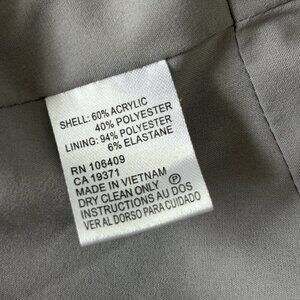 SHELL: 60% ACRYLIC
40% POLYESTER
LINING: 94% POLYESTER
6% ELASTANE
RN 106409
CA 19371
MADE IN VIETNAM
DRY CLEAN ONLY Ⓟ
INSTRUCTIONS AU DOS
VER AL DORSO PARA CUIDADO